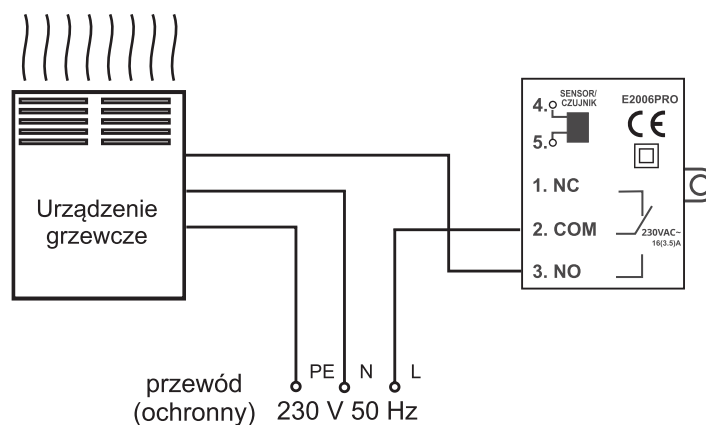 Urządzenie
grzewcze
SENSOR/
CZUJNIK
E2006PRO
4.
5.
CE
1. NC
2. COM
3. NO
230VAC~
16(3.5)A
PE N L
przewód
(ochronny)
230 V 50 Hz